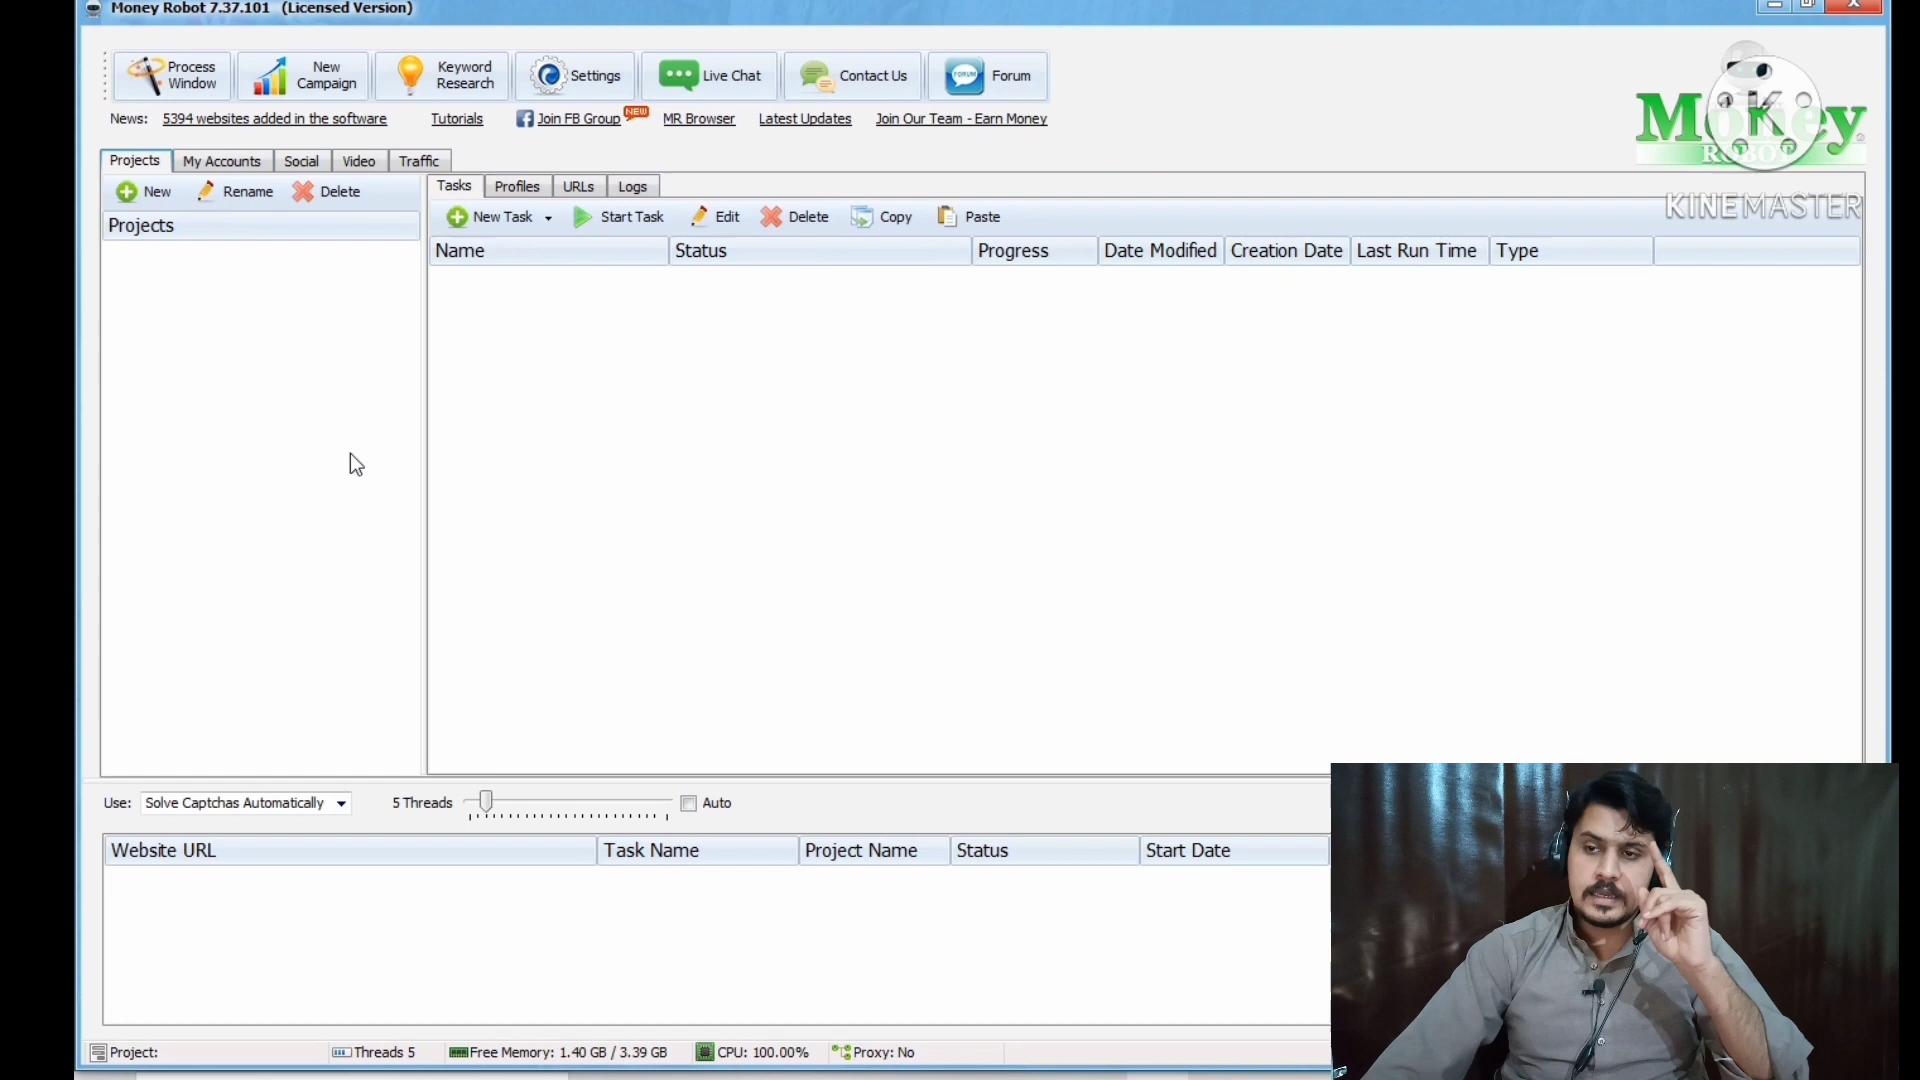 Money Robot 7.37.101 (Licensed Version)
Process Window
New Campaign
Keyword Research
Settings
Live Chat
Contact Us
FORUM Forum
News: 5394 websites added in the software Tutorials Join FB Group NEW MR Browser Latest Updates Join Our Team - Earn Money
Money
ROBOT
K
KINEMASTER
Projects My Accounts Social Video Traffic
New Rename Delete
Projects
Tasks Profiles URLs Logs
New Task Start Task Edit Delete Copy Paste
Name Status Progress Date Modified Creation Date Last Run Time Type
Use: Solve Captchas Automatically 5 Threads Auto
Website URL Task Name Project Name Status Start Date
Project: Threads 5 Free Memory: 1.40 GB / 3.39 GB CPU: 100.00% Proxy: No